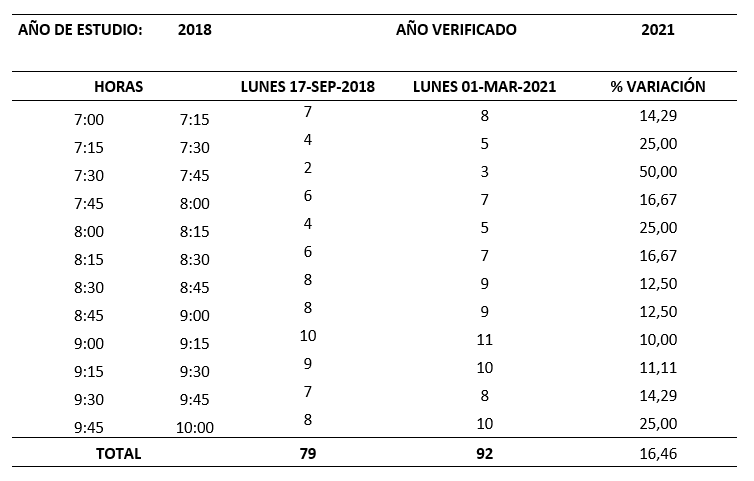 AÑO DE ESTUDIO: 2018 AÑO VERIFICADO 2021
HORAS LUNES 17-SEP-2018 LUNES 01-MAR-2021 % VARIACIÓN
7:00 7:15 7 8 14,29
7:15 7:30 4 5 25,00
7:30 7:45 2 3 50,00
7:45 8:00 6 7 16,67
8:00 8:15 4 5 25,00
8:15 8:30 6 7 16,67
8:30 8:45 8 9 12,50
8:45 9:00 8 9 12,50
9:00 9:15 10 11 10,00
9:15 9:30 9 10 11,11
9:30 9:45 7 8 14,29
9:45 10:00 8 10 25,00
TOTAL 79 92 16,46